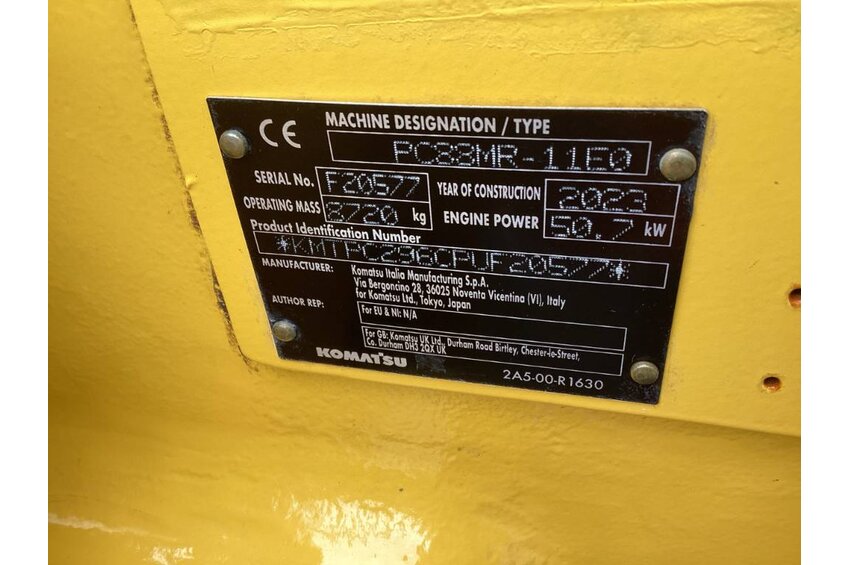 CE MACHINE DESIGNATION / TYPE
PC88MR-11E0
SERIAL No. F20577 YEAR OF CONSTRUCTION 2023
OPERATING MASS 8720 kg ENGINE POWER 50.7 kW
Product Identification Number
*KMTPC296CPUF20577*
MANUFACTURER: Komatsu Italia Manufacturing S.p.A.
Via Bergoncino 28, 36025 Noventa Vicentina (VI), Italy
for Komatsu Ltd., Tokyo, Japan
AUTHOR REP: For EU & NI: N/A
For GB: Komatsu UK Ltd., Durham Road Birtley, Chester-le-Street,
Co. Durham DH3 2QX UK
KOMATSU
2A5-00-R1630